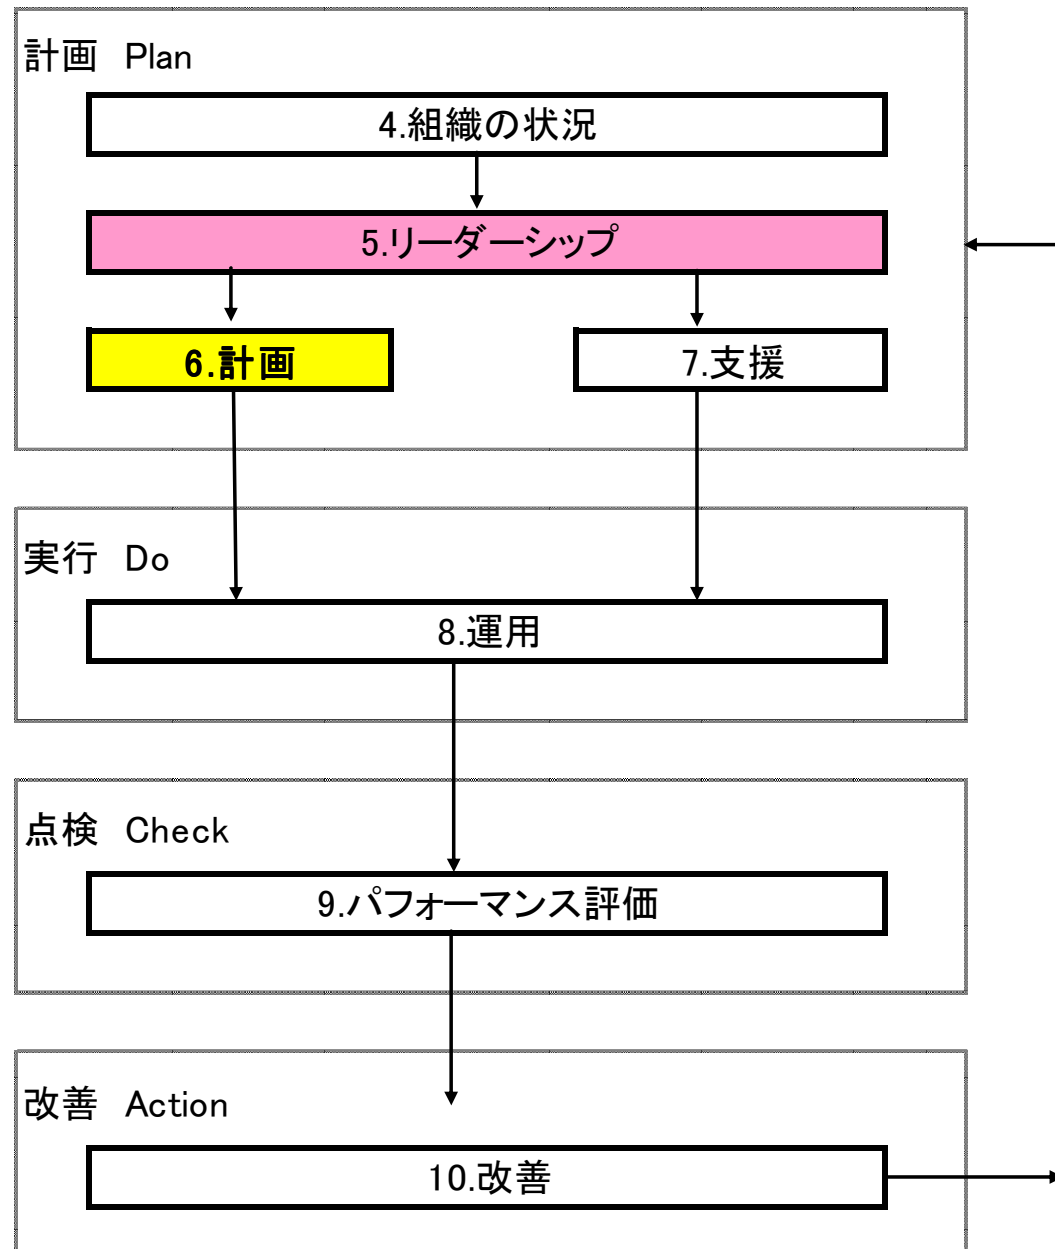 計画　Plan
4.組織の状況
5.リーダーシップ
6.計画
7.支援
実行　Do
8.運用
点検　Check
9.パフォーマンス評価
改善　Action
10.改善